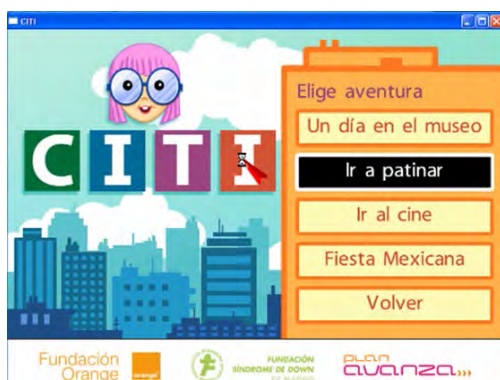 CITI
CITI
Elige aventura
Un día en el museo
Ir a patinar
Ir al cine
Fiesta Mexicana
Volver
Fundación
Orange
orange
FUNDACIÓN
SÍNDROME DE DOWN
DE MADRID
PLAN
avanza